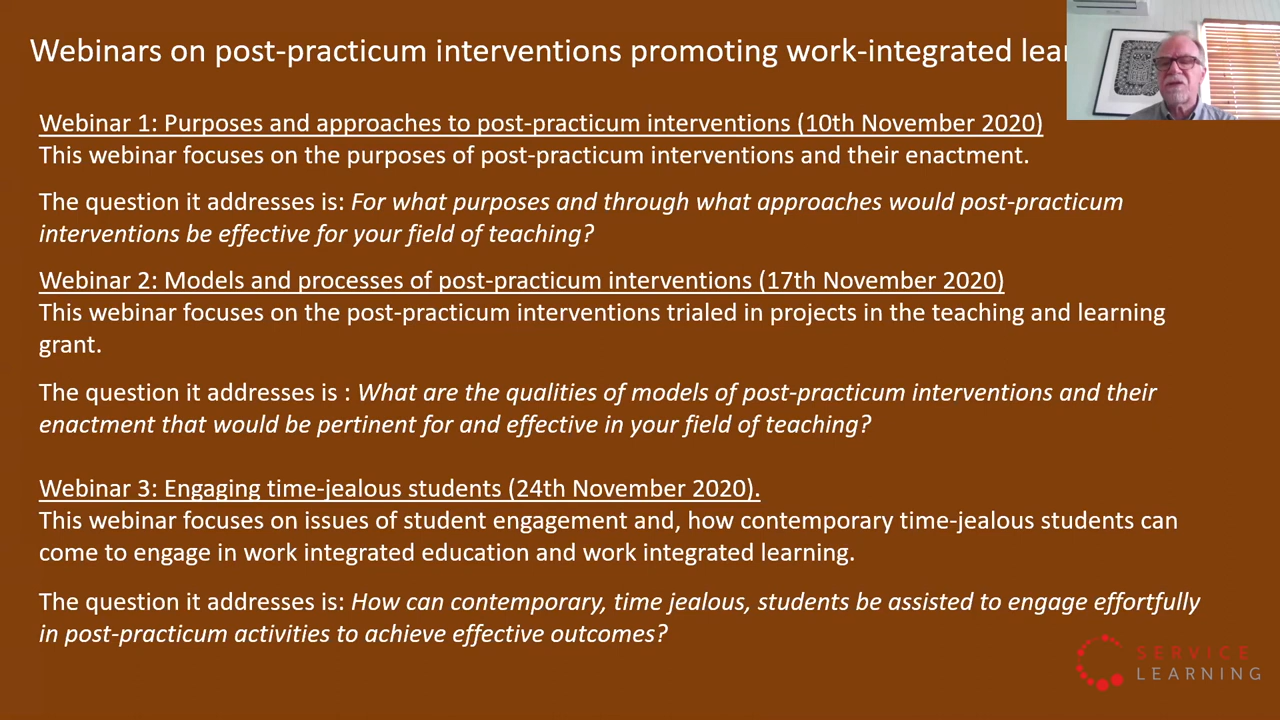 Webinars on post-practicum interventions promoting work-integrated lear
Webinar 1: Purposes and approaches to post-practicum interventions (10th November 2020)
This webinar focuses on the purposes of post-practicum interventions and their enactment.
The question it addresses is: For what purposes and through what approaches would post-practicum
interventions be effective for your field of teaching?
Webinar 2: Models and processes of post-practicum interventions (17th November 2020)
This webinar focuses on the post-practicum interventions trialed in projects in the teaching and learning
grant.
The question it addresses is : What are the qualities of models of post-practicum interventions and their
enactment that would be pertinent for and effective in your field of teaching?
Webinar 3: Engaging time-jealous students (24th November 2020).
This webinar focuses on issues of student engagement and, how contemporary time-jealous students can
come to engage in work integrated education and work integrated learning.
The question it addresses is: How can contemporary, time jealous, students be assisted to engage effortfully
in post-practicum activities to achieve effective outcomes?
SERVICE
LEARNING